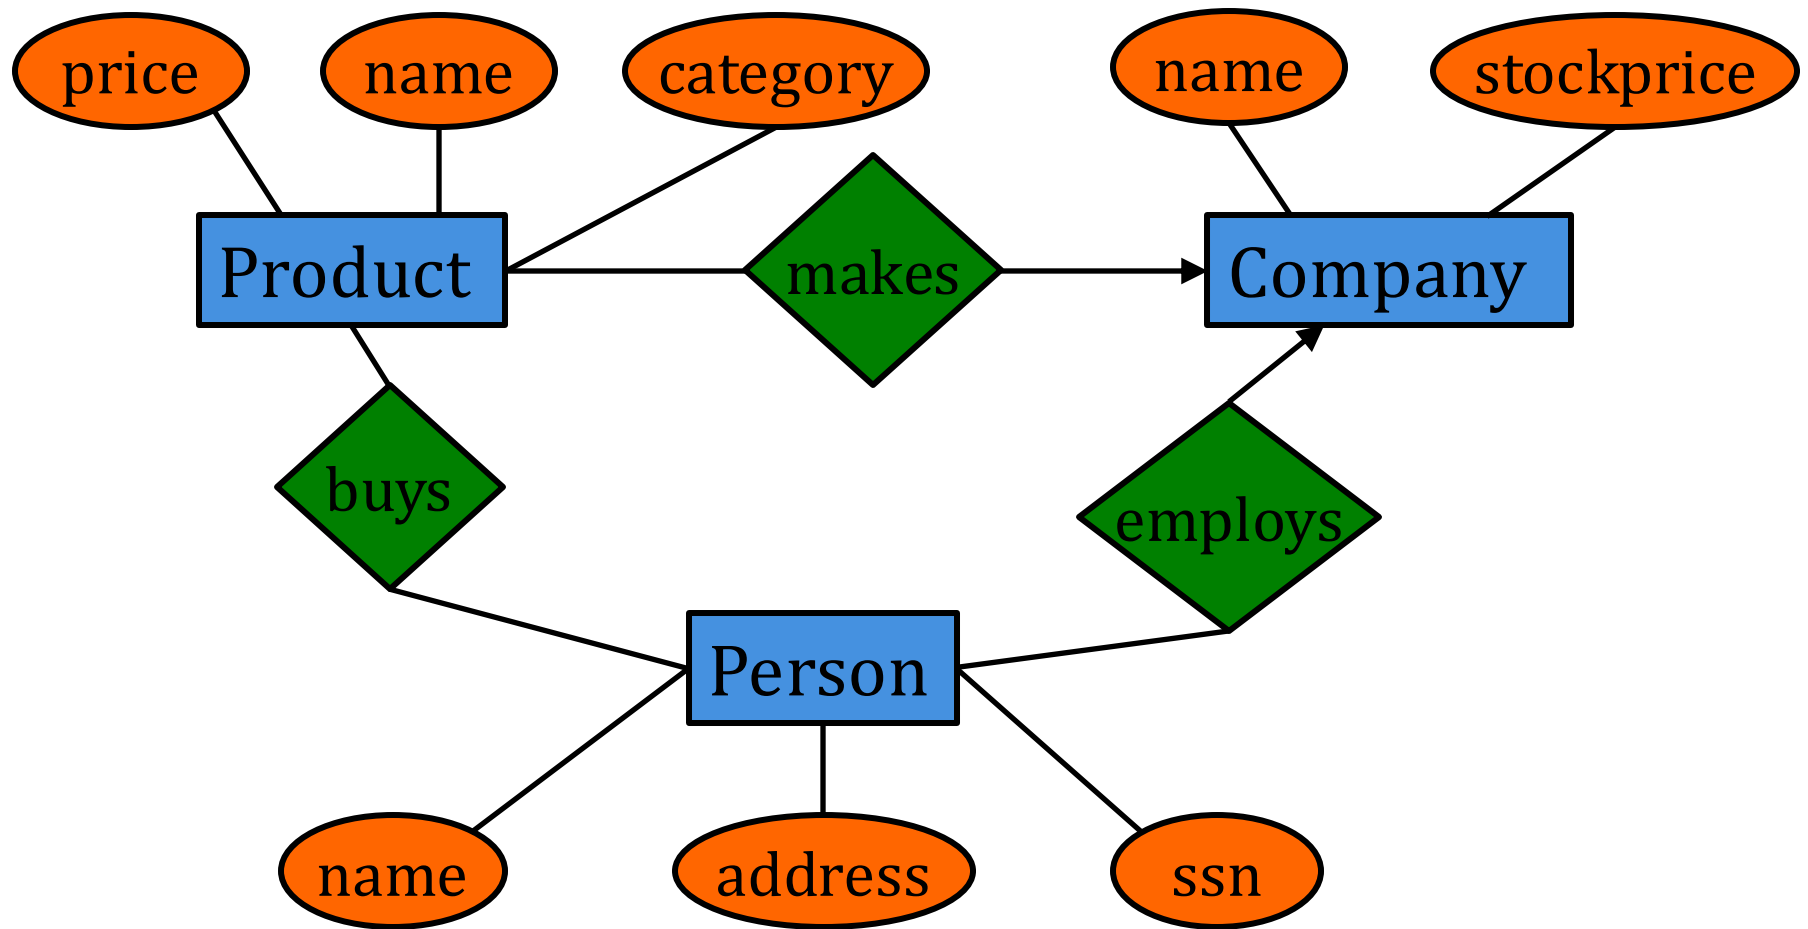 price
name
category
name
stockprice
Product
makes
Company
buys
employs
Person
name
address
ssn